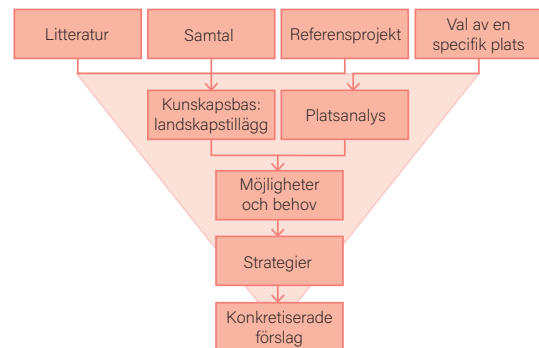 Litteratur
Samtal
Referensprojekt
Val av en
specifik plats
Kunskapsbas:
landskapstillägg
Platsanalys
Möjligheter
och behov
Strategier
Konkretiserade
förslag